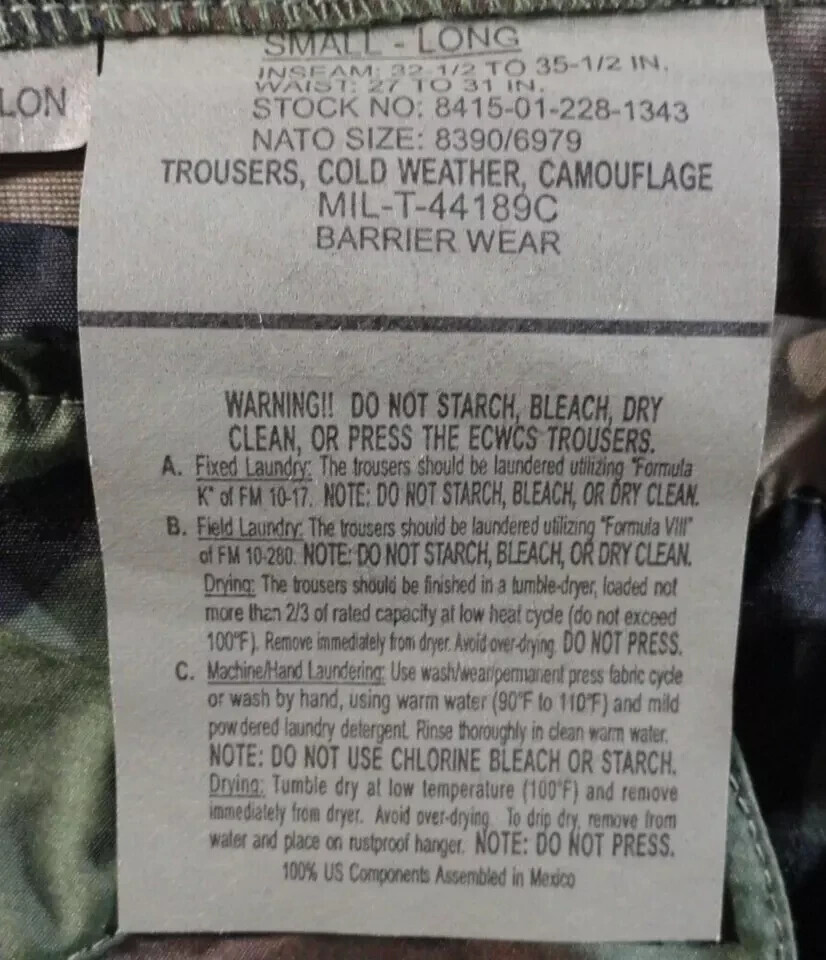 SMALL - LONG
INSEAM: 32-1/2 TO 35-1/2 IN.
WAIST: 27 TO 31 IN.
STOCK NO: 8415-01-228-1343
NATO SIZE: 8390/6979
TROUSERS, COLD WEATHER, CAMOUFLAGE
MIL-T-44189C
BARRIER WEAR
LON
WARNING!! DO NOT STARCH, BLEACH, DRY
CLEAN, OR PRESS THE ECWCS TROUSERS.
A. Fixed Laundry: The trousers should be laundered utilizing "Formula
K" of FM 10-17. NOTE: DO NOT STARCH, BLEACH, OR DRY CLEAN.
B. Field Laundry: The trousers should be laundered utilizing "Formula VIII"
of FM 10-280. NOTE: DO NOT STARCH, BLEACH, OR DRY CLEAN.
Drying: The trousers should be finished in a tumble-dryer, loaded not
more than 2/3 of rated capacity at low heat cycle (do not exceed
100°F). Remove immediately from dryer. Avoid over-drying. DO NOT PRESS.
C. Machine/Hand Laundering: Use wash/wear/permanent press fabric cycle
or wash by hand, using warm water (90°F to 110°F) and mild
powdered laundry detergent. Rinse thoroughly in clean warm water.
NOTE: DO NOT USE CHLORINE BLEACH OR STARCH.
Drying: Tumble dry at low temperature (100°F) and remove
immediately from dryer. Avoid over-drying. To drip dry, remove from
water and place on rustproof hanger. NOTE: DO NOT PRESS.
100% US Components Assembled in Mexico